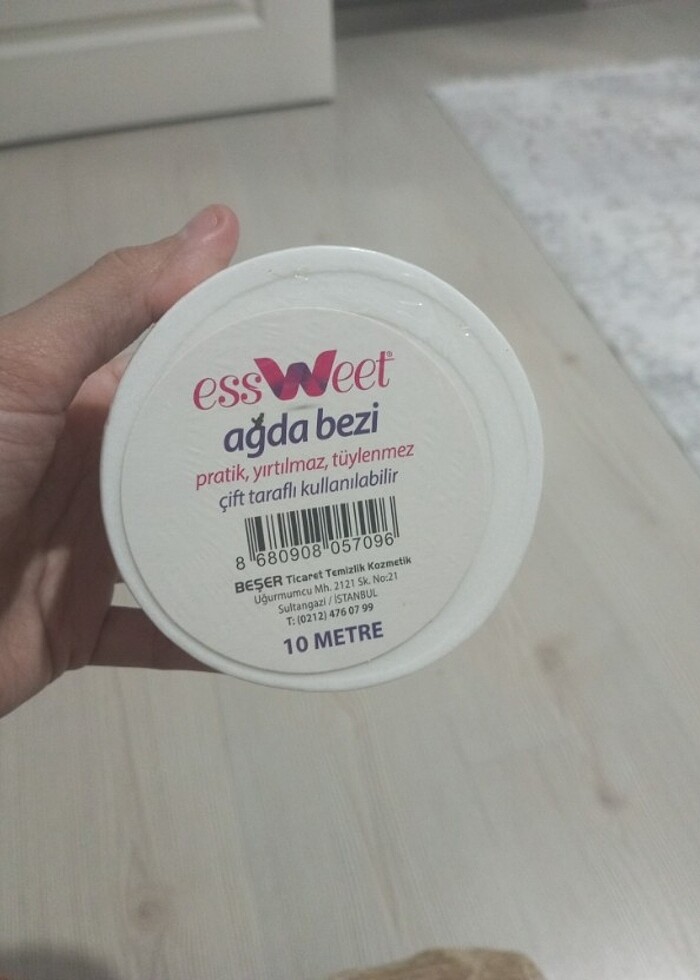 essWeet®
ağda bezi
pratik, yırtılmaz, tüylenmez
çift taraflı kullanılabilir
8 680908 057096
BEŞER Ticaret Temizlik Kozmetik
Uğurmumcu Mh. 2121 Sk. No:21
Sultangazi / İSTANBUL
T: (0212) 476 07 99
10 METRE